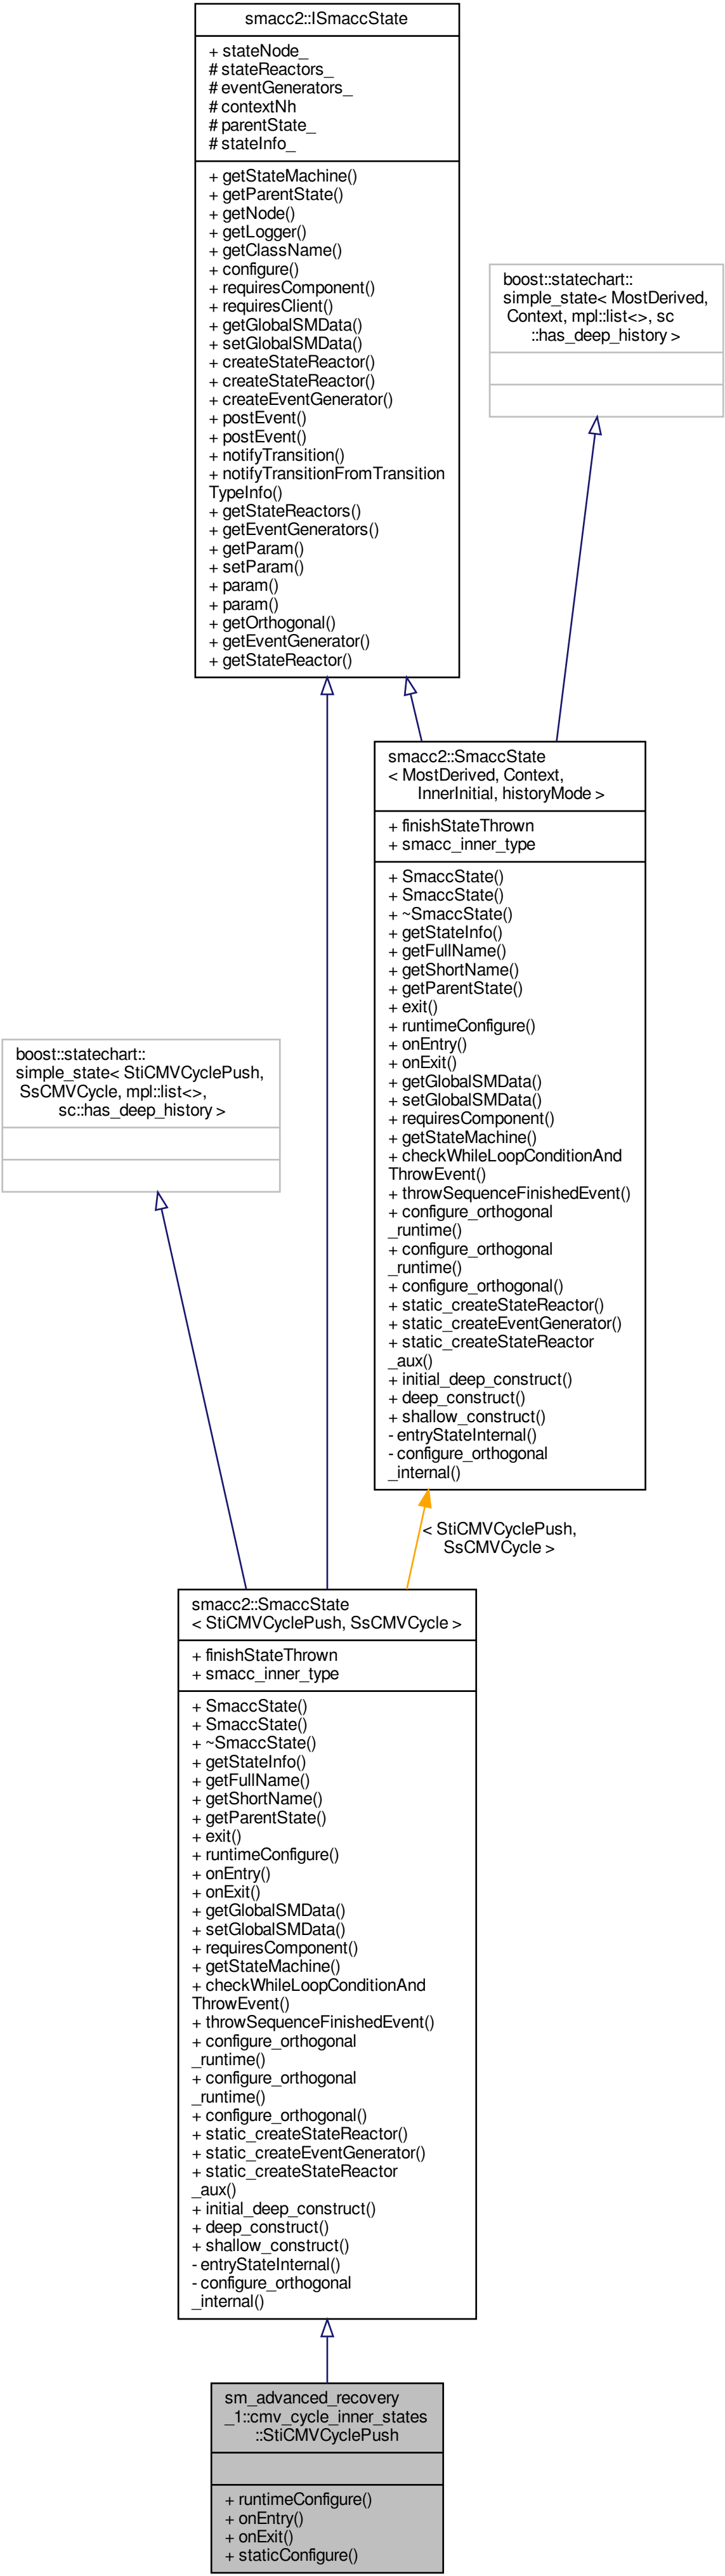 smacc2::ISmaccState
+ stateNode_
# stateReactors_
# eventGenerators_
# contextNh
# parentState_
# stateInfo_
+ getStateMachine()
+ getParentState()
+ getNode()
+ getLogger()
+ getClassName()
+ configure()
+ requiresComponent()
+ requiresClient()
+ getGlobalSMData()
+ setGlobalSMData()
+ createStateReactor()
+ createStateReactor()
+ createEventGenerator()
+ postEvent()
+ postEvent()
+ notifyTransition()
+ notifyTransitionFromTransition
TypeInfo()
+ getStateReactors()
+ getEventGenerators()
+ getParam()
+ setParam()
+ param()
+ param()
+ getOrthogonal()
+ getEventGenerator()
+ getStateReactor()
boost::statechart::
simple_state< MostDerived,
Context, mpl::list<>, sc
::has_deep_history >
smacc2::SmaccState
< MostDerived, Context,
InnerInitial, historyMode >
+ finishStateThrown
+ smacc_inner_type
+ SmaccState()
+ SmaccState()
+ ~SmaccState()
+ getStateInfo()
+ getFullName()
+ getShortName()
+ getParentState()
+ exit()
+ runtimeConfigure()
+ onEntry()
+ onExit()
+ getGlobalSMData()
+ setGlobalSMData()
+ requiresComponent()
+ getStateMachine()
+ checkWhileLoopConditionAnd
ThrowEvent()
+ throwSequenceFinishedEvent()
+ configure_orthogonal
_runtime()
+ configure_orthogonal
_runtime()
+ configure_orthogonal()
+ static_createStateReactor()
+ static_createEventGenerator()
+ static_createStateReactor
_aux()
+ initial_deep_construct()
+ deep_construct()
+ shallow_construct()
- entryStateInternal()
- configure_orthogonal
_internal()
boost::statechart::
simple_state< StiCMVCyclePush,
SsCMVCycle, mpl::list<>,
sc::has_deep_history >
< StiCMVCyclePush,
SsCMVCycle >
smacc2::SmaccState
< StiCMVCyclePush, SsCMVCycle >
+ finishStateThrown
+ smacc_inner_type
+ SmaccState()
+ SmaccState()
+ ~SmaccState()
+ getStateInfo()
+ getFullName()
+ getShortName()
+ getParentState()
+ exit()
+ runtimeConfigure()
+ onEntry()
+ onExit()
+ getGlobalSMData()
+ setGlobalSMData()
+ requiresComponent()
+ getStateMachine()
+ checkWhileLoopConditionAnd
ThrowEvent()
+ throwSequenceFinishedEvent()
+ configure_orthogonal
_runtime()
+ configure_orthogonal
_runtime()
+ configure_orthogonal()
+ static_createStateReactor()
+ static_createEventGenerator()
+ static_createStateReactor
_aux()
+ initial_deep_construct()
+ deep_construct()
+ shallow_construct()
- entryStateInternal()
- configure_orthogonal
_internal()
sm_advanced_recovery
_1::cmv_cycle_inner_states
::StiCMVCyclePush
+ runtimeConfigure()
+ onEntry()
+ onExit()
+ staticConfigure()